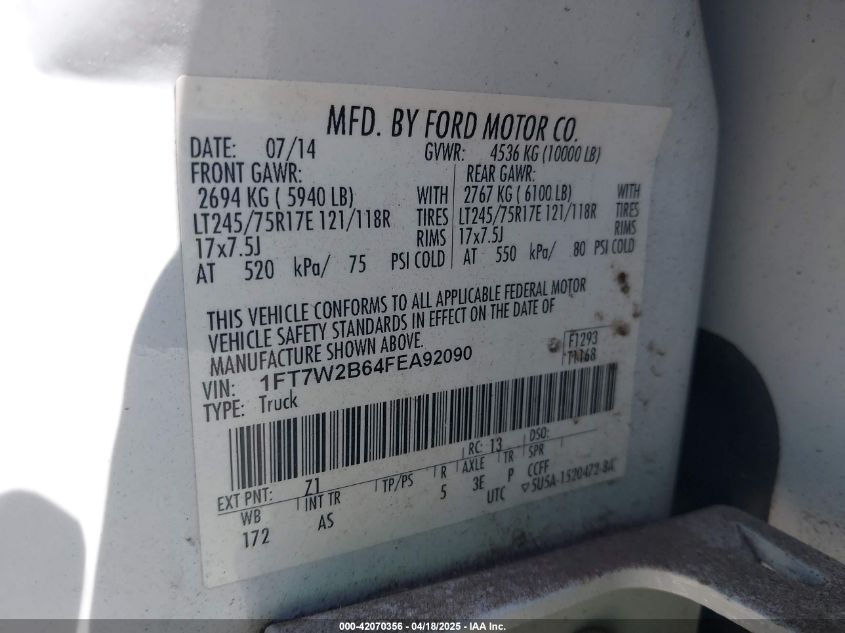 MFD. BY FORD MOTOR CO.
DATE: 07/14 GVWR: 4536 KG (10000 LB)
FRONT GAWR: REAR GAWR:
2694 KG ( 5940 LB) WITH 2767 KG ( 6100 LB) WITH
LT245/75R17E 121/118R TIRES LT245/75R17E 121/118R TIRES
17x7.5J RIMS 17x7.5J RIMS
AT 520 kPa/ 75 PSI COLD AT 550 kPa/ 80 PSI COLD
THIS VEHICLE CONFORMS TO ALL APPLICABLE FEDERAL MOTOR
VEHICLE SAFETY STANDARDS IN EFFECT ON THE DATE OF
MANUFACTURE SHOWN ABOVE.
F1293
T1168
VIN: 1FT7W2B64FEA92090
TYPE: Truck
RC: 13 DSO:
EXT PNT: Z1
WB INT TR TP/PS R AXLE TR SPR
172 AS 5 3E P CCFF
UTC ▽5U5A-1520472-BA
000-42070356 - 04/18/2025 - IAA Inc.